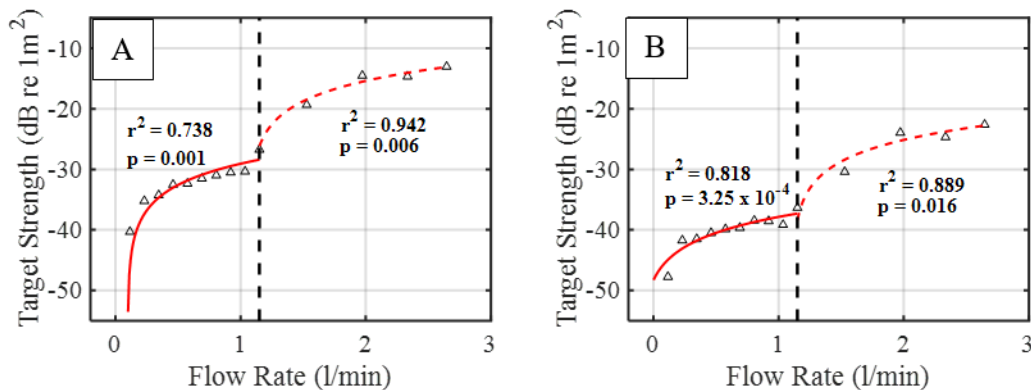 A
-10
-20
-30
-40
-50
Target Strength (dB re 1m²)
r² = 0.738
p = 0.001
r² = 0.942
p = 0.006
0 1 2 3
Flow Rate (l/min)
B
-10
-20
-30
-40
-50
Target Strength (dB re 1m²)
r² = 0.818
p = 3.25 x 10⁻⁴
r² = 0.889
p = 0.016
0 1 2 3
Flow Rate (l/min)